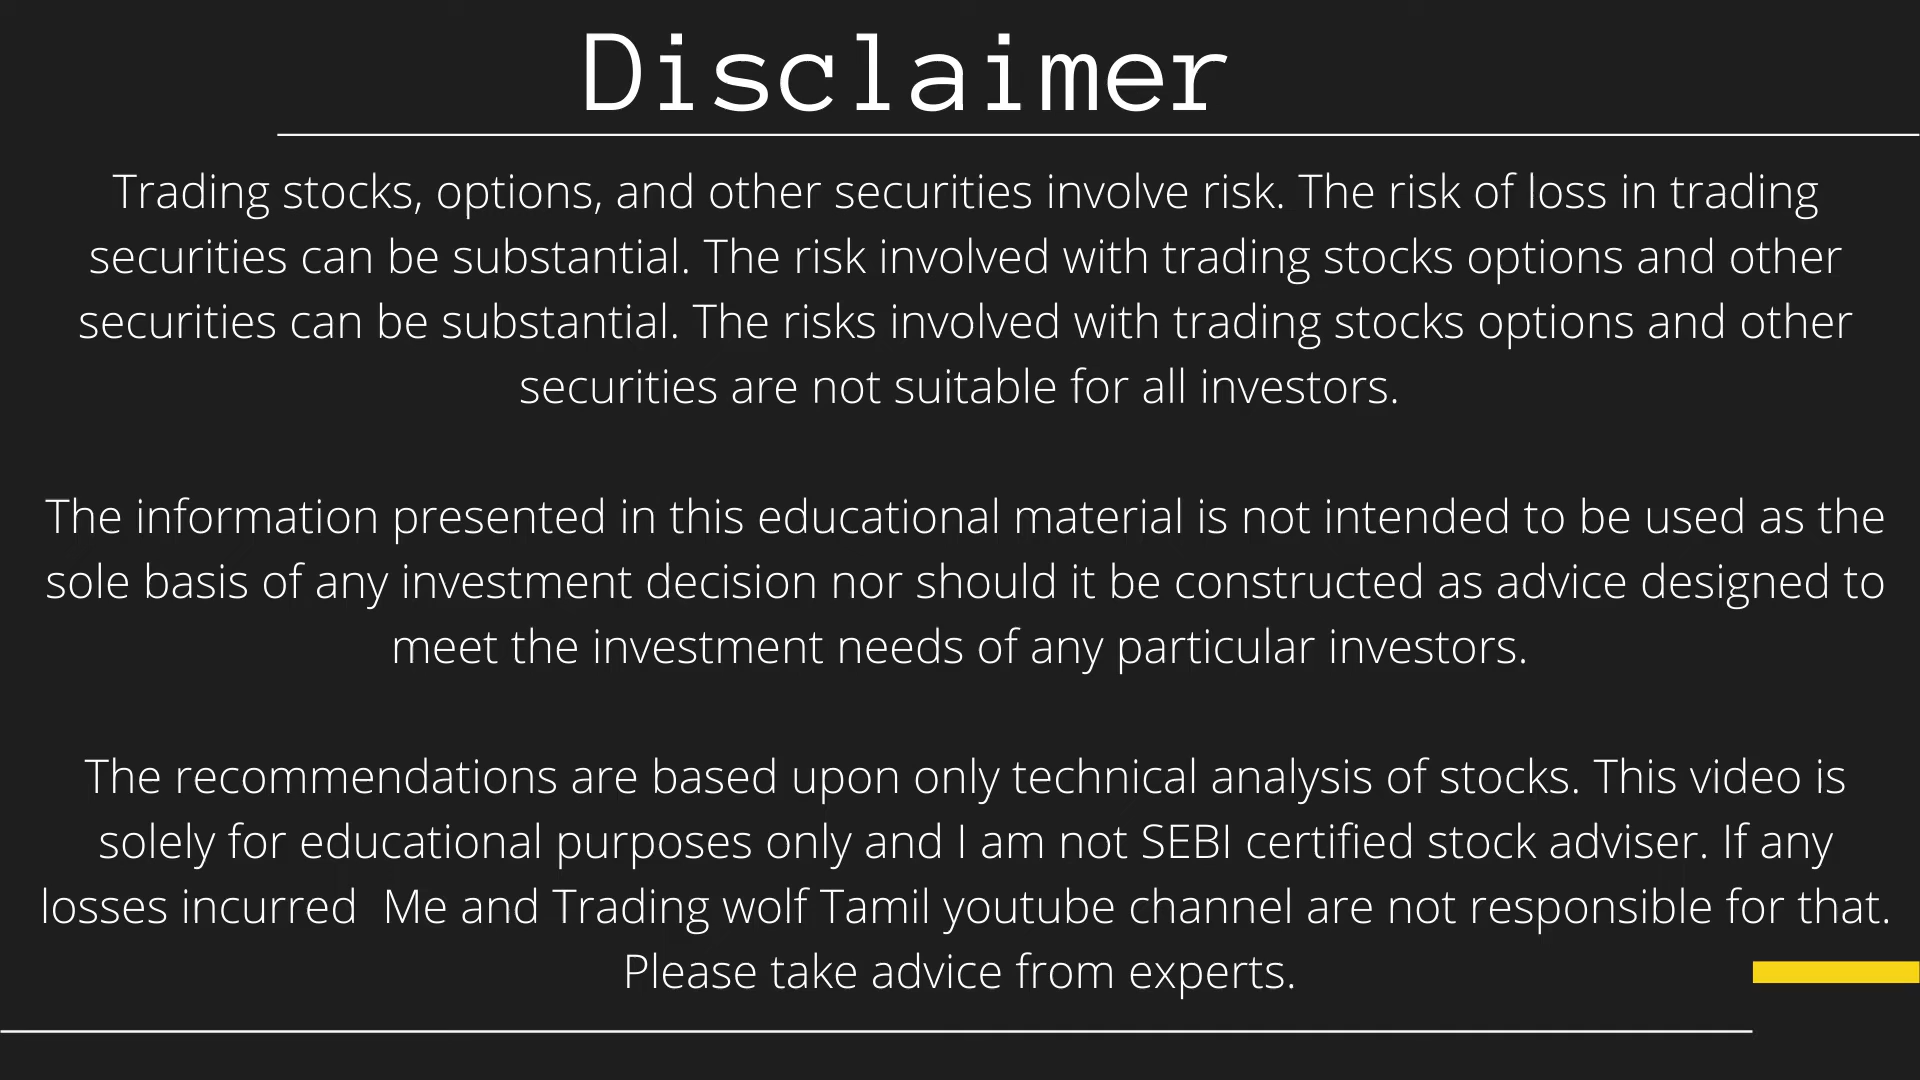 Disclaimer
Trading stocks, options, and other securities involve risk. The risk of loss in trading
securities can be substantial. The risk involved with trading stocks options and other
securities can be substantial. The risks involved with trading stocks options and other
securities are not suitable for all investors.
The information presented in this educational material is not intended to be used as the
sole basis of any investment decision nor should it be constructed as advice designed to
meet the investment needs of any particular investors.
The recommendations are based upon only technical analysis of stocks. This video is
solely for educational purposes only and I am not SEBI certified stock adviser. If any
losses incurred  Me and Trading wolf Tamil youtube channel are not responsible for that.
Please take advice from experts.